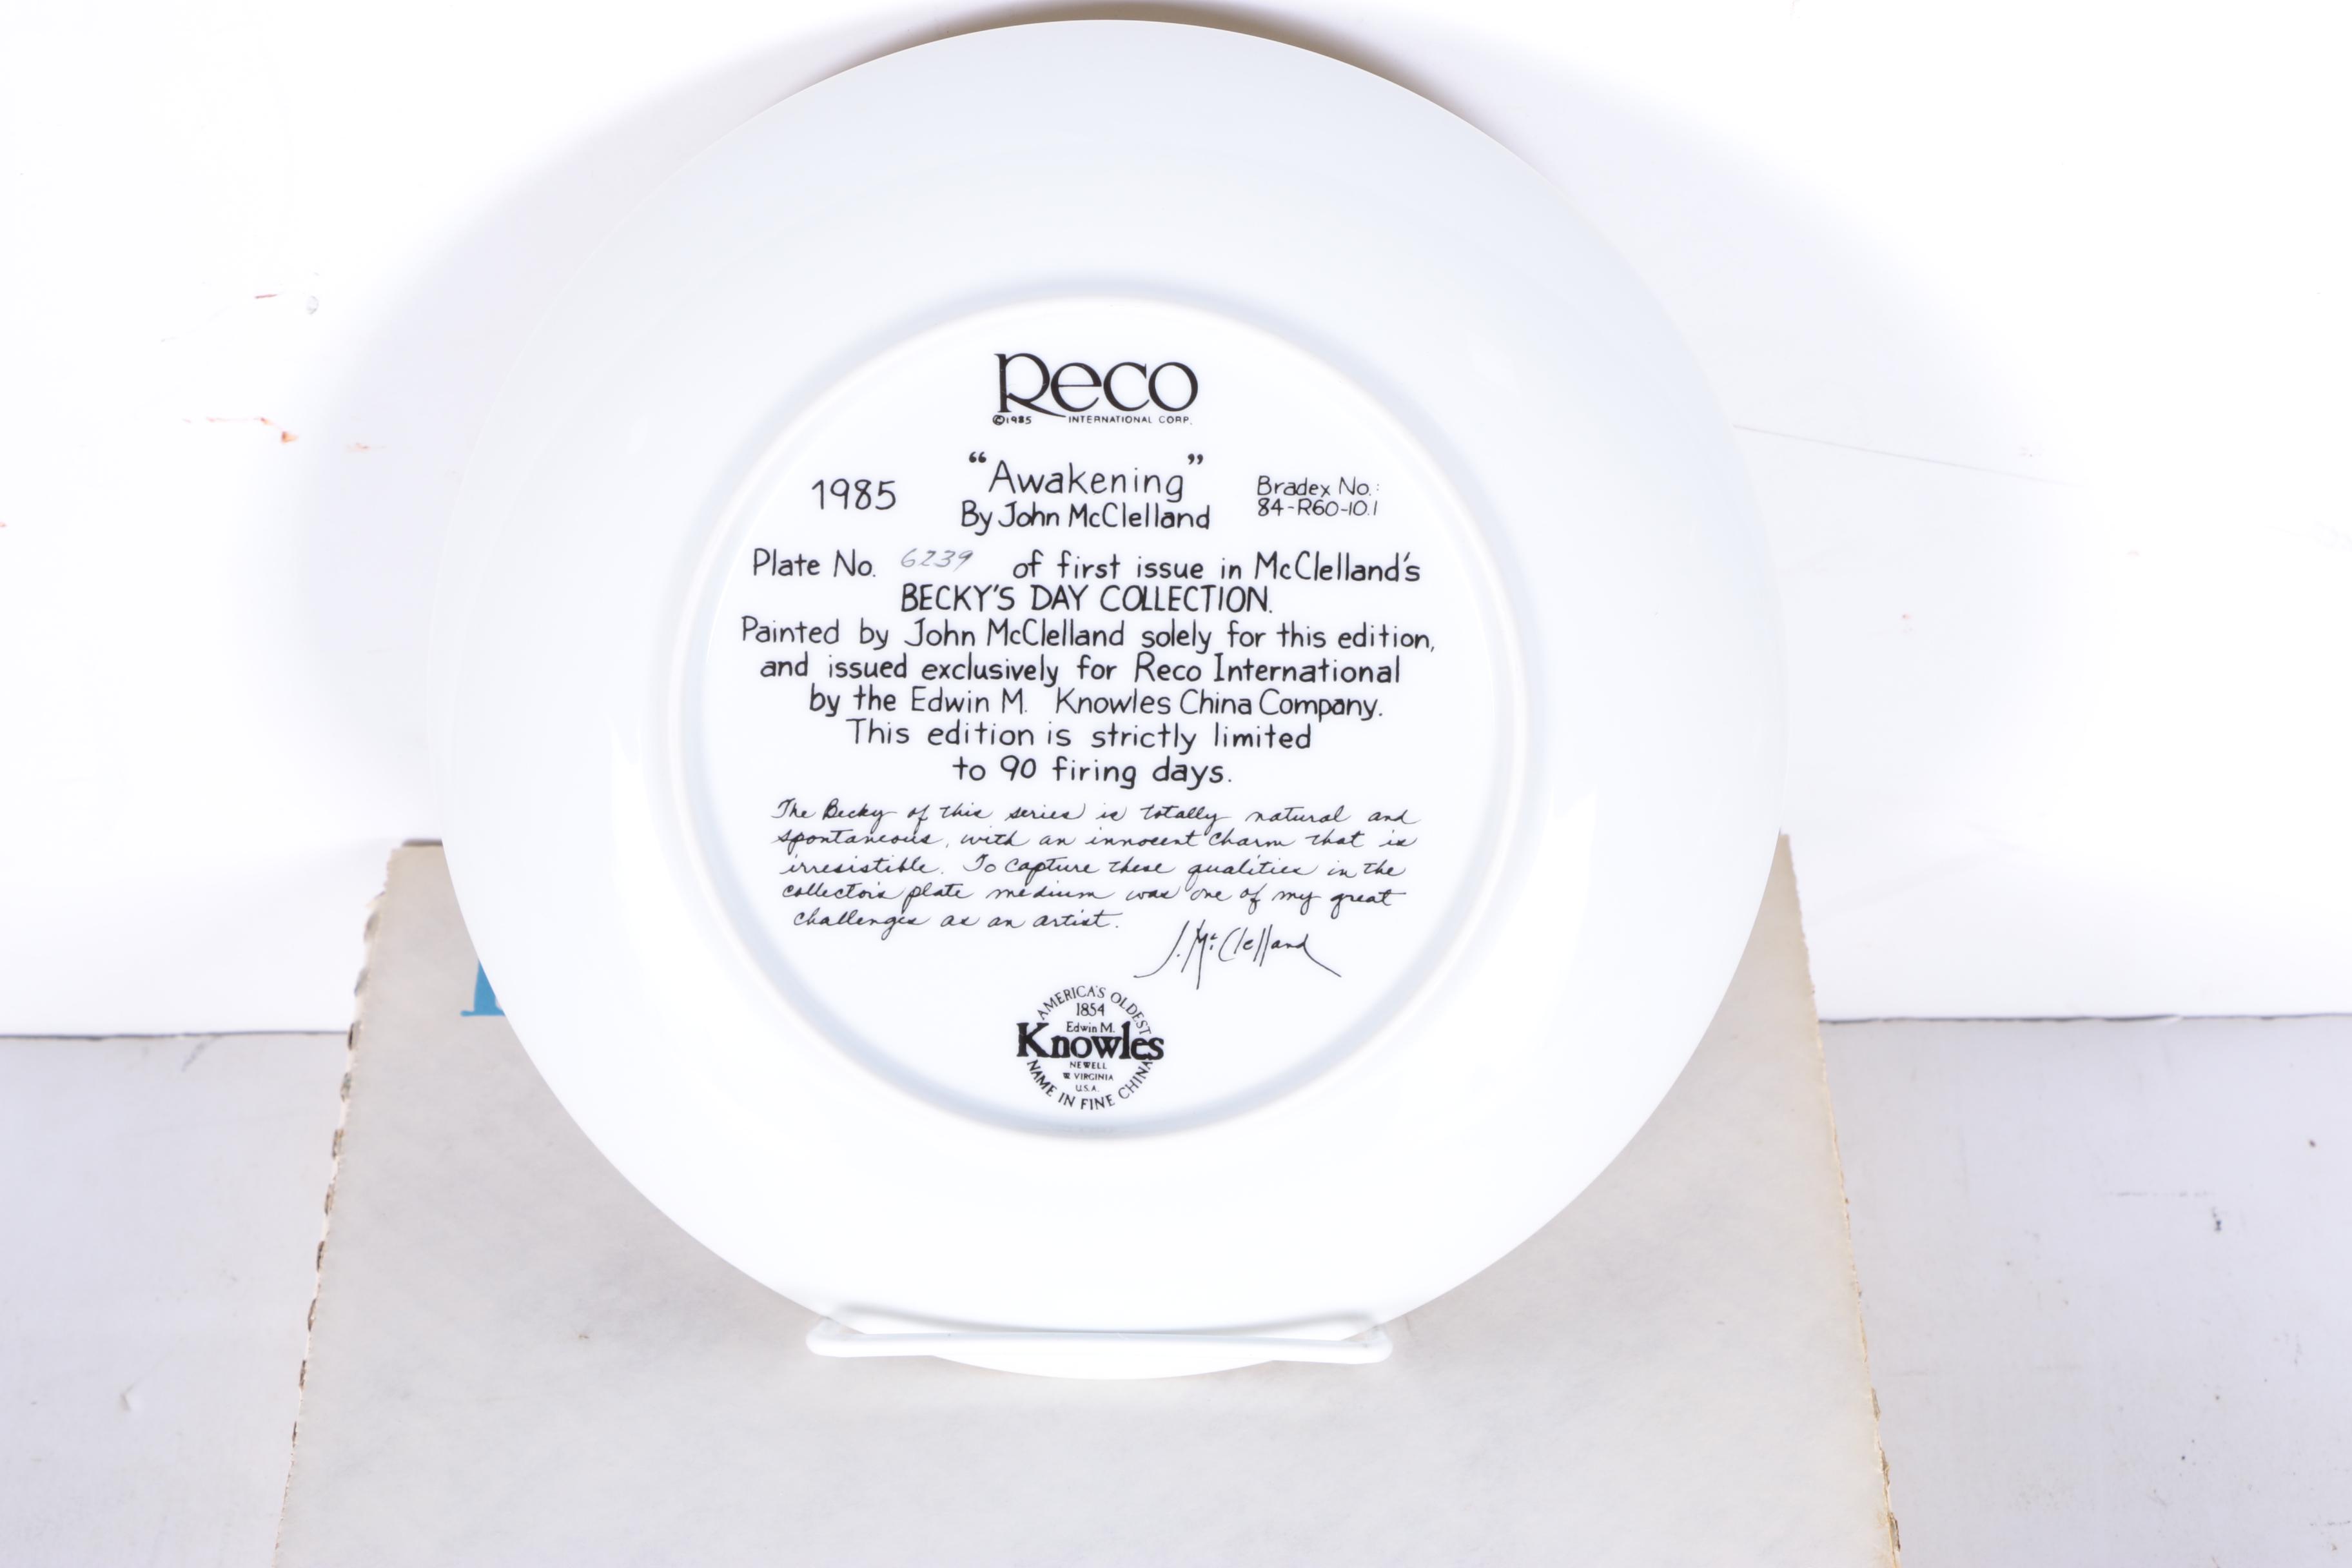 Reco
©1985 INTERNATIONAL CORP.
1985
"Awakening"
By John McClelland
Bradex No.:
84-R60-10.1
Plate No. 6239 of first issue in McClelland's
BECKY'S DAY COLLECTION.
Painted by John McClelland solely for this edition,
and issued exclusively for Reco International
by the Edwin M. Knowles China Company.
This edition is strictly limited
to 90 firing days.
The Becky of this series is totally natural and
spontaneous, with an innocent charm that is
irresistible. To capture these qualities in the
collector's plate medium was one of my great
challenges as an artist.
J. McClelland
AMERICA'S OLDEST
1854
Edwin M.
Knowles
NEWELL
W VIRGINIA
U.S.A.
NAME IN FINE CHINA